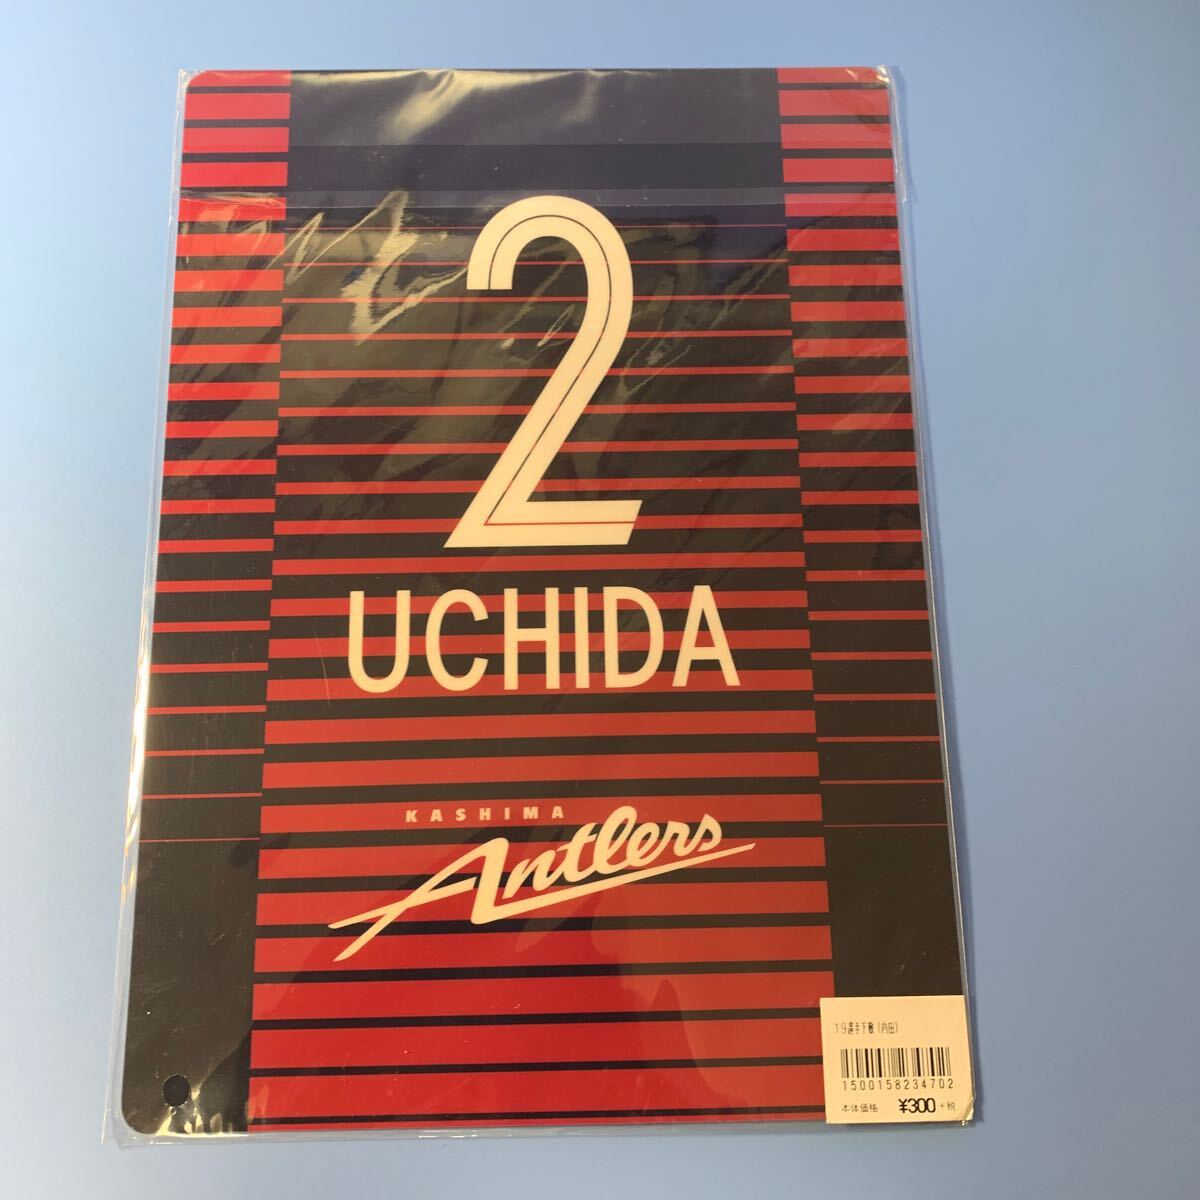 2
UCHIDA
KASHIMA
Antlers
19選手下敷(内田)
1500158234702
本体価格 ¥300+税